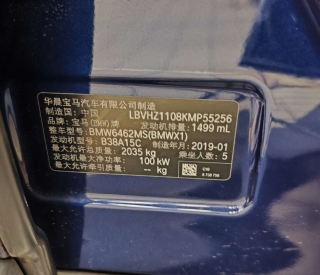 华晨宝马汽车有限公司制造
制造国: 中国 LBVHZ1108KMP55256
品牌: 宝马(BMW)牌 发动机排量: 1499 mL
整车型号: BMW6462MS(BMWX1)
发动机型号: B38A15C 制造年月: 2019-01
最大允许总质量: 2035 kg 乘坐人数: 5
发动机最大净功率: 100 kW
最大允许牵引质量: -- kg